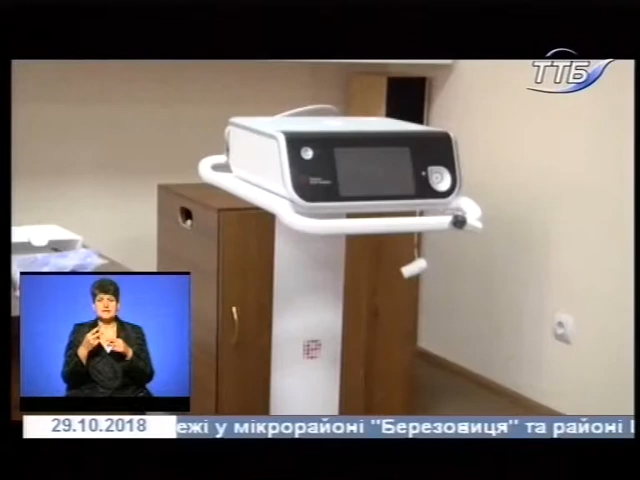 ТТБ
29.10.2018 ежі у мікрорайоні "Березовиця" та районі